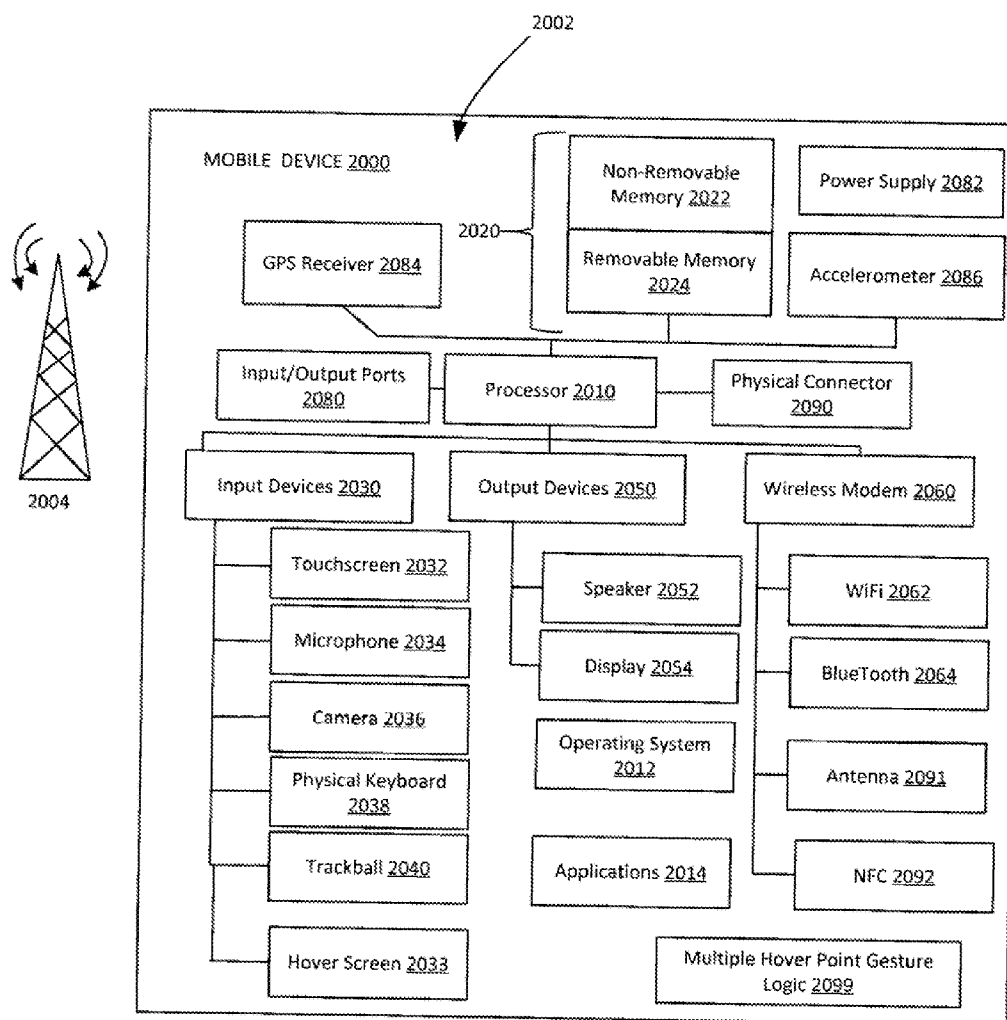 2002
MOBILE DEVICE 2000
Non-Removable
Memory 2022
Power Supply 2082
2020
GPS Receiver 2084
Removable Memory
2024
Accelerometer 2086
Input/Output Ports
2080
Processor 2010
Physical Connector
2090
2004
Input Devices 2030
Output Devices 2050
Wireless Modem 2060
Touchscreen 2032
Speaker 2052
WiFi 2062
Microphone 2034
Display 2054
BlueTooth 2064
Camera 2036
Operating System
2012
Physical Keyboard
2038
Antenna 2091
Trackball 2040
Applications 2014
NFC 2092
Hover Screen 2033
Multiple Hover Point Gesture
Logic 2099